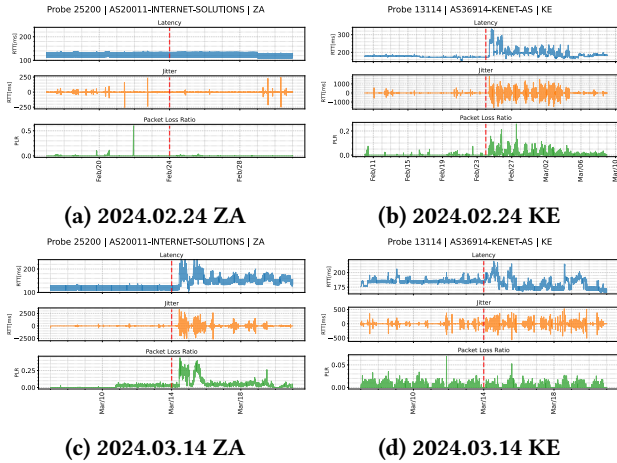 Probe 25200 | AS20011-INTERNET-SOLUTIONS | ZA
Latency
RTT[ms]
200
100
Jitter
RTT[ms]
250
0
−250
Packet Loss Ratio
PLR
0.5
0.0
Feb/20
Feb/24
Feb/28
(a) 2024.02.24 ZA
Probe 13114 | AS36914-KENET-AS | KE
Latency
RTT[ms]
300
200
Jitter
RTT[ms]
1000
0
−1000
Packet Loss Ratio
PLR
0.2
0.0
Feb/11
Feb/15
Feb/19
Feb/23
Feb/27
Mar/02
Mar/06
Mar/10
(b) 2024.02.24 KE
Probe 25200 | AS20011-INTERNET-SOLUTIONS | ZA
Latency
RTT[ms]
200
100
Jitter
RTT[ms]
2500
0
−2500
Packet Loss Ratio
PLR
0.25
0.00
Mar/10
Mar/14
Mar/18
(c) 2024.03.14 ZA
Probe 13114 | AS36914-KENET-AS | KE
Latency
RTT[ms]
200
175
Jitter
RTT[ms]
500
0
−500
Packet Loss Ratio
PLR
0.05
0.00
Mar/10
Mar/14
Mar/18
(d) 2024.03.14 KE